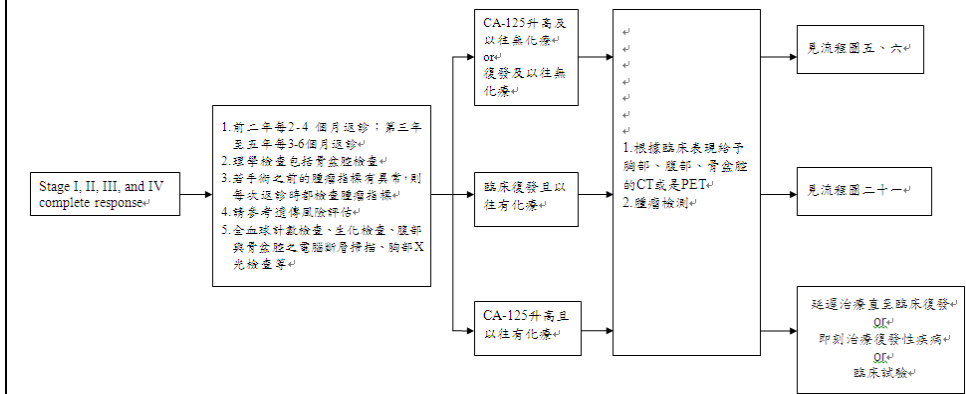 Stage I, II, III, and IV
complete response
1.前二年每2-4 個月返診；第三年
至五年每3-6個月返診
2.理學檢查包括骨盆腔檢查
3.若手術之前的腫瘤指標有異常，則
每次返診時都檢查腫瘤指標
4.請參考遺傳風險評估
5.全血球計數檢查、生化檢查、腹部
與骨盆腔之電腦斷層掃描、胸部X
光檢查等
CA-125升高及
以往無化療
or
復發及以往無
化療
臨床復發且以
往有化療
CA-125升高且
以往有化療
1.根據臨床表現給予
胸部、腹部、骨盆腔
的CT或是PET
2.腫瘤檢測
見流程圖五、六
見流程圖二十一
延遲治療直至臨床復發
or
即刻治療復發性疾病
or
臨床試驗